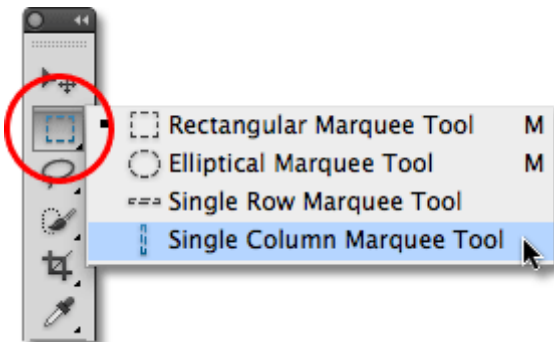 Rectangular Marquee Tool M
Elliptical Marquee Tool M
Single Row Marquee Tool
Single Column Marquee Tool